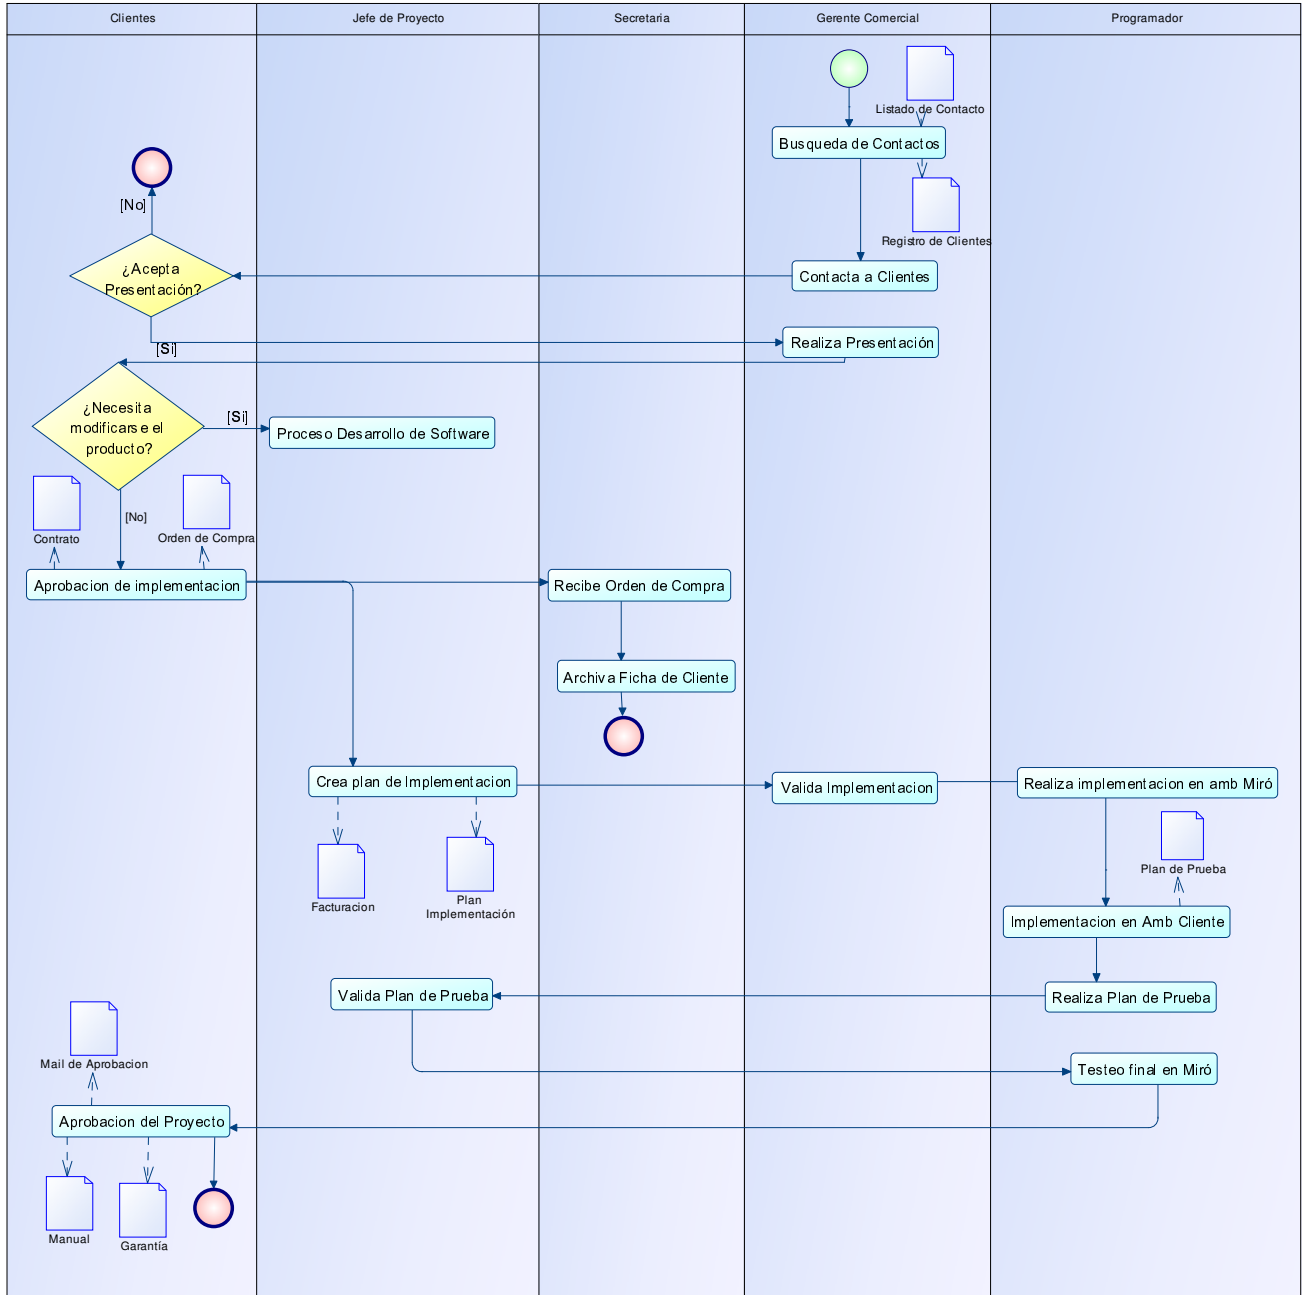 Clientes
Jefe de Proyecto
Secretaria
Gerente Comercial
Programador
Listado de Contacto
Busqueda de Contactos
Registro de Clientes
[No]
¿Acepta
Presentación?
Contacta a Clientes
Realiza Presentación
[Si]
¿Necesita
modificarse el
producto?
[Si]
Proceso Desarrollo de Software
[No]
Contrato
Orden de Compra
Aprobacion de implementacion
Recibe Orden de Compra
Archiva Ficha de Cliente
Crea plan de Implementacion
Valida Implementacion
Realiza implementacion en amb Miró
Plan de Prueba
Facturacion
Plan
Implementación
Implementacion en Amb Cliente
Valida Plan de Prueba
Realiza Plan de Prueba
Mail de Aprobacion
Testeo final en Miró
Aprobacion del Proyecto
Manual
Garantía